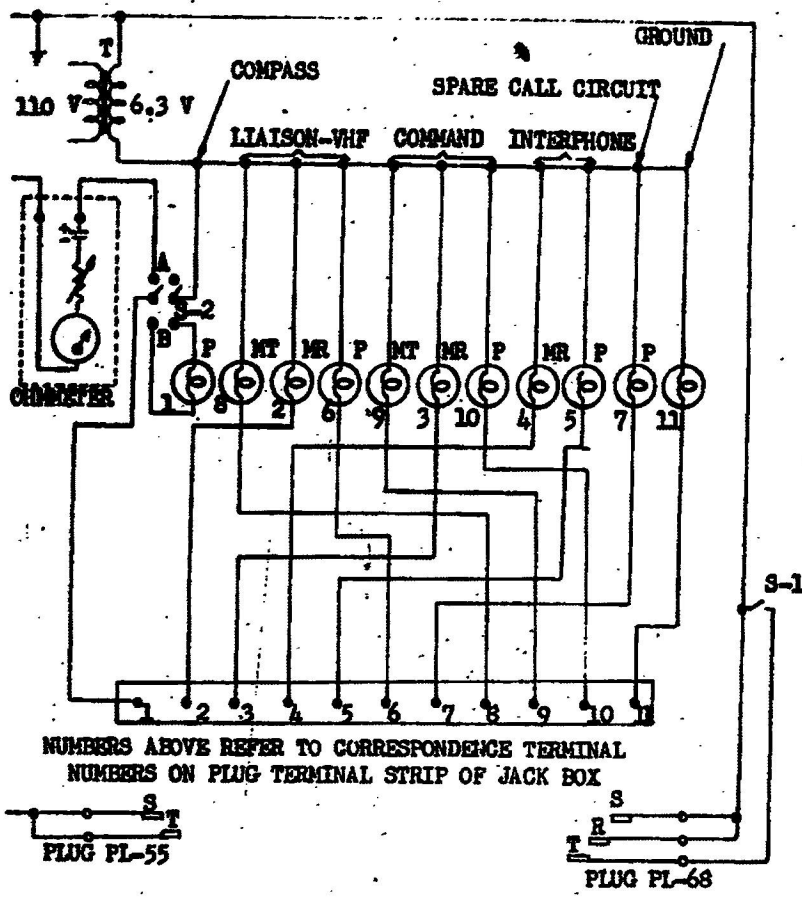 GROUND
T
COMPASS
SPARE CALL CIRCUIT
110 V 6.3 V
LIAISON-VHF COMMAND INTERPHONE
A
S-2
B
P MT MR P MT MR P MR P P
1 8 2 6 9 3 10 4 5 7 11
OHMMETER
S-1
1 2 3 4 5 6 7 8 9 10 11
NUMBERS ABOVE REFER TO CORRESPONDENCE TERMINAL
NUMBERS ON PLUG TERMINAL STRIP OF JACK BOX
S
T
PLUG PL-55
S
R
T
PLUG PL-68